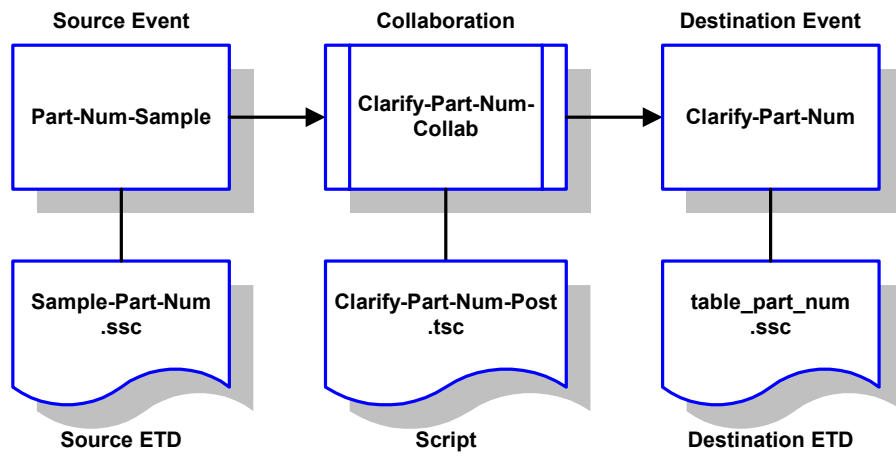 Source Event
Collaboration
Destination Event
Part-Num-Sample
Clarify-Part-Num-
Collab
Clarify-Part-Num
Sample-Part-Num
.ssc
Clarify-Part-Num-Post
.tsc
table_part_num
.ssc
Source ETD
Script
Destination ETD